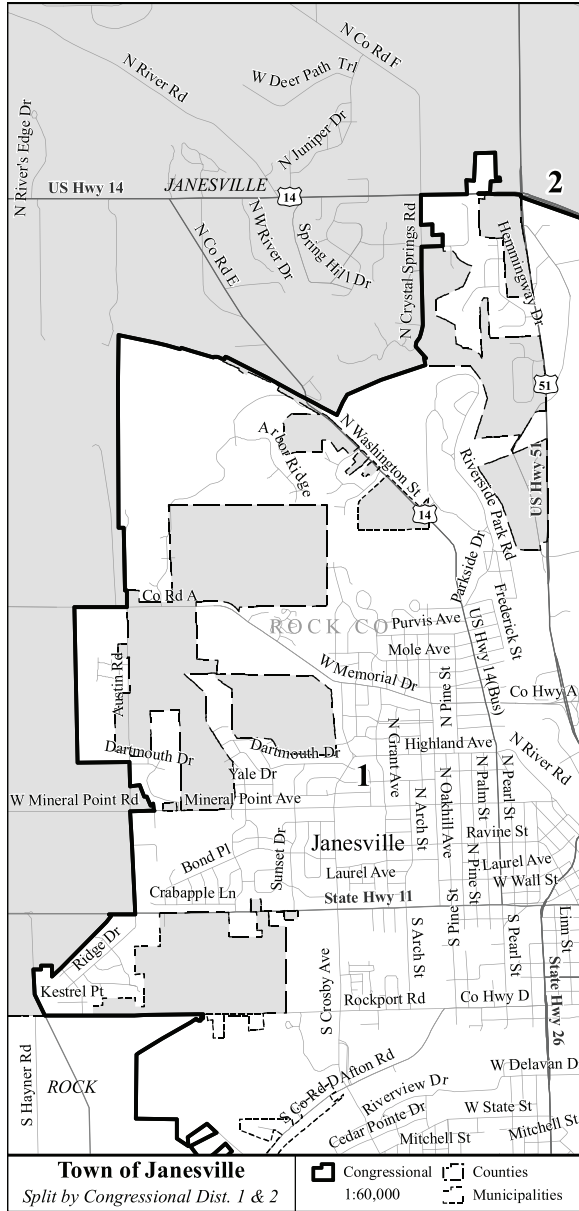 N Co Rd F
W Deer Path Trl
N River Rd
N River's Edge Dr
N Juniper Dr
2
US Hwy 14
JANESVILLE
14
N Co Rd E
N W River Dr
Spring Hill Dr
N Crystal Springs Rd
Hemmingway Dr
51
Arbor Ridge
N Washington St
US Hwy 51
Riverside Park Rd
14
Parkside Dr
Frederick St
Co Rd A
ROCK CO
Purvis Ave
Mole Ave
US Hwy 14(Bus)
W Memorial Dr
N Pine St
Co Hwy A
Austin Rd
Dartmouth Dr
Dartmouth Dr
N Grant Ave
Highland Ave
N River Rd
Yale Dr
1
W Mineral Point Rd
Mineral Point Ave
N Arch St
N Oakhill Ave
N Palm St
N Pearl St
Janesville
Ravine St
Bond Pl
Sunset Dr
Laurel Ave
N Pine St
Laurel Ave
W Wall St
Crabapple Ln
State Hwy 11
S Pine St
Linn St
Ridge Dr
S Arch St
S Pearl St
Kestrel Pt
S Crosby Ave
Rockport Rd
Co Hwy D
State Hwy 26
S Hayner Rd
ROCK
S Co Rd D
Afton Rd
W Delavan D
Riverview Dr
Cedar Pointe Dr
W State St
Mitchell St
Mitchell St
Town of Janesville
Split by Congressional Dist. 1 & 2
Congressional
Counties
1:60,000
Municipalities